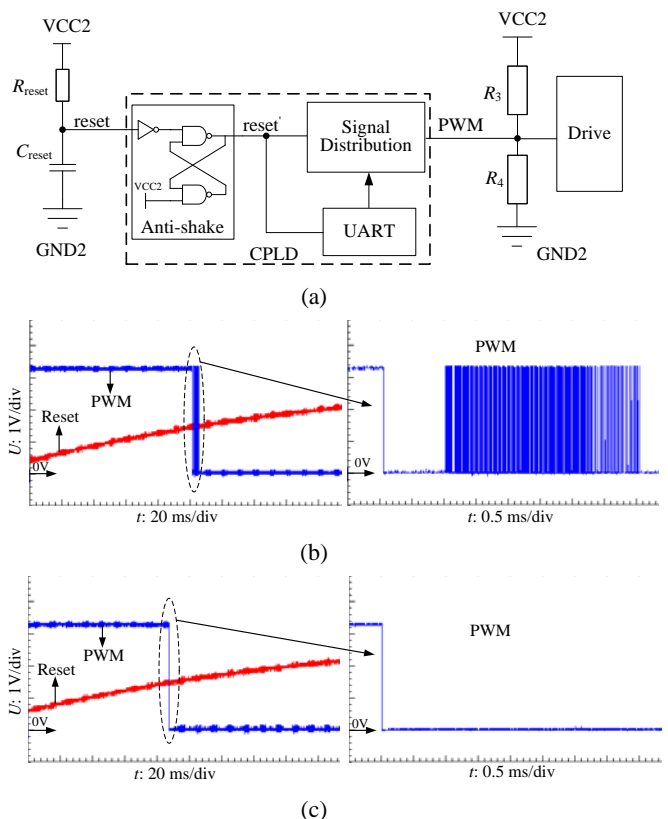 VCC2
R_reset
reset
C_reset
GND2
VCC2
Anti-shake
reset'
Signal
Distribution
UART
CPLD
PWM
VCC2
R3
R4
Drive
GND2
(a)
U: 1V/div
PWM
Reset
0V
t: 20 ms/div
PWM
0V
t: 0.5 ms/div
(b)
U: 1V/div
PWM
Reset
0V
t: 20 ms/div
PWM
0V
t: 0.5 ms/div
(c)